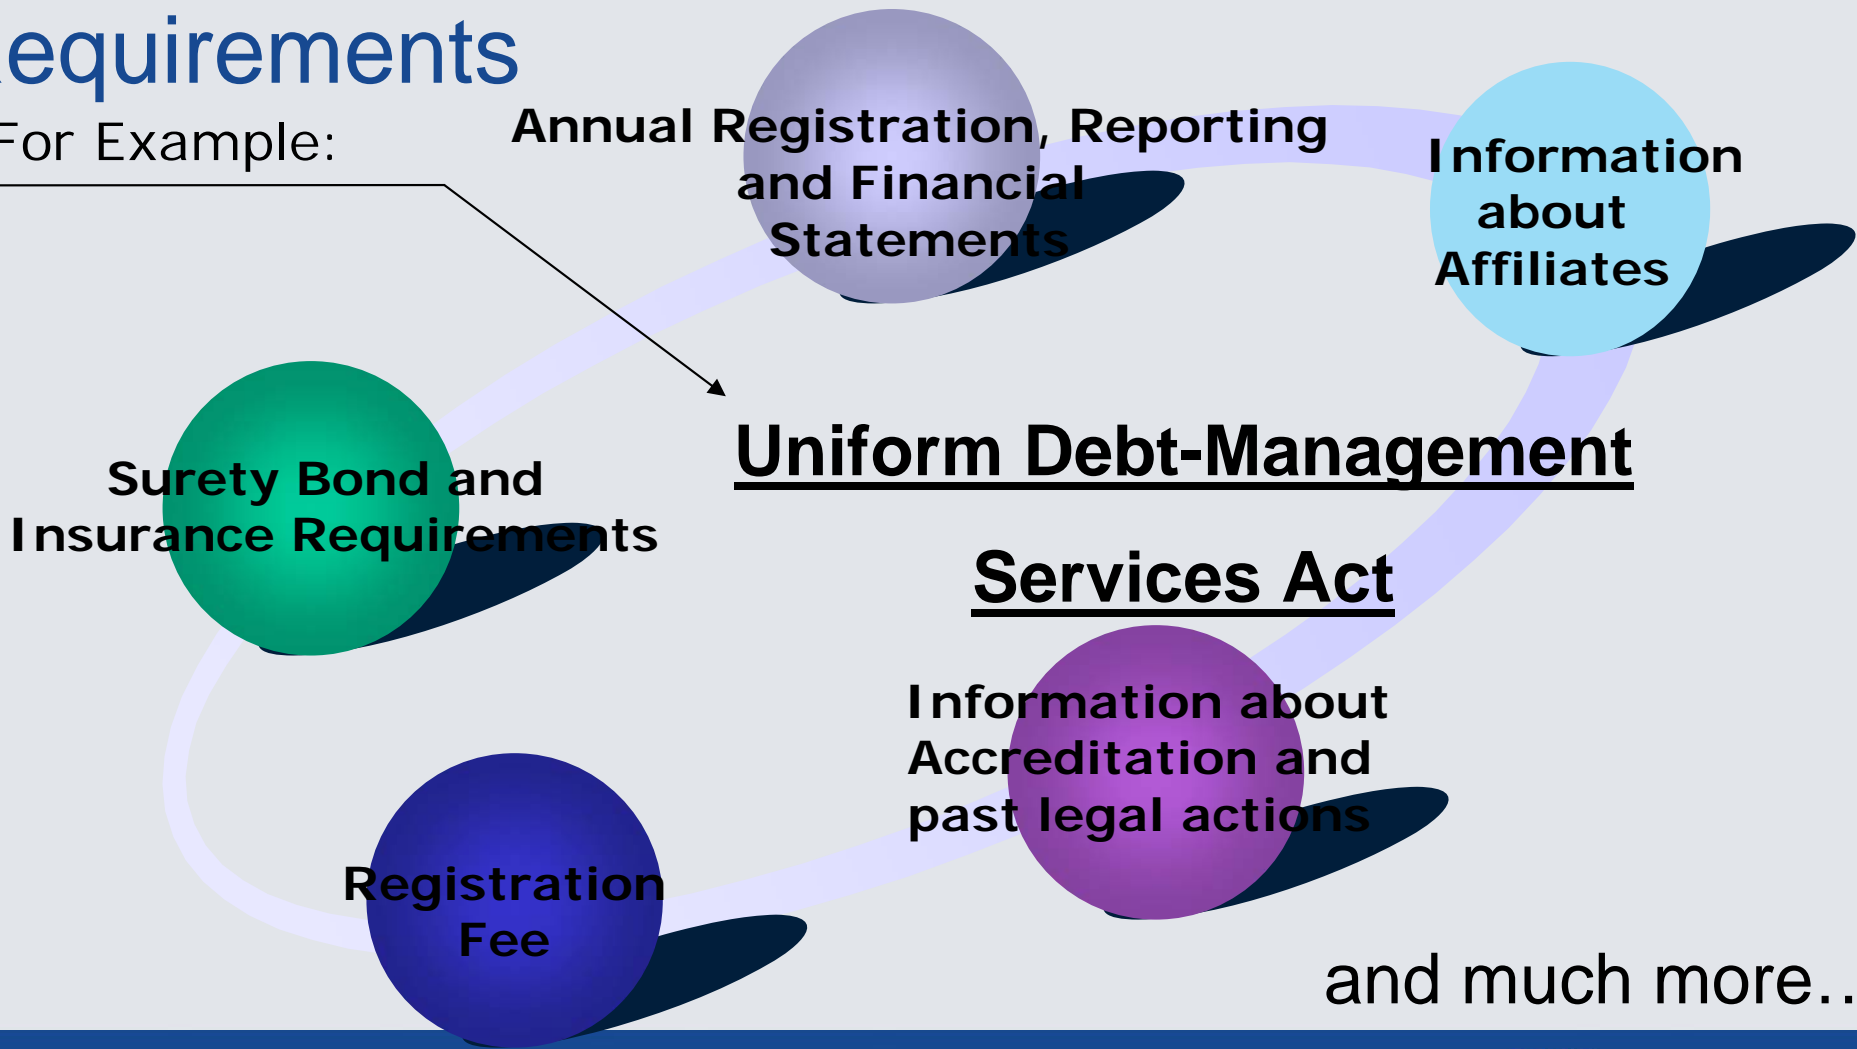 equirements
For Example:
Annual Registration, Reporting
and Financial
Statements
Information
about
Affiliates
Uniform Debt-Management
Services Act
Surety Bond and
Insurance Requirements
Information about
Accreditation and
past legal actions
Registration
Fee
and much more…